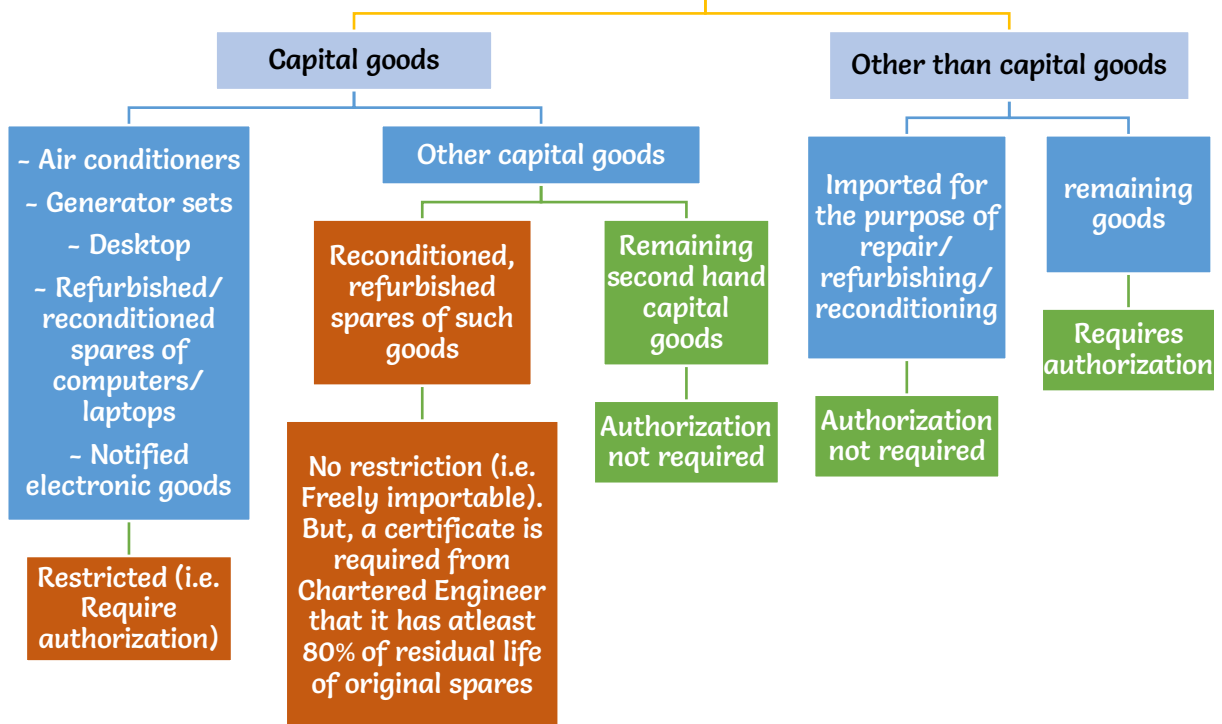 Capital goods
Other than capital goods
~ Air conditioners
~ Generator sets
~ Desktop
~ Refurbished/
reconditioned
spares of
computers/
laptops
~ Notified
electronic goods
Restricted (i.e.
Require
authorization)
Other capital goods
Reconditioned,
refurbished
spares of such
goods
No restriction (i.e.
Freely importable).
But, a certificate is
required from
Chartered Engineer
that it has atleast
80% of residual life
of original spares
Remaining
second hand
capital
goods
Authorization
not required
Imported for
the purpose of
repair/
refurbishing/
reconditioning
Authorization
not required
remaining
goods
Requires
authorization